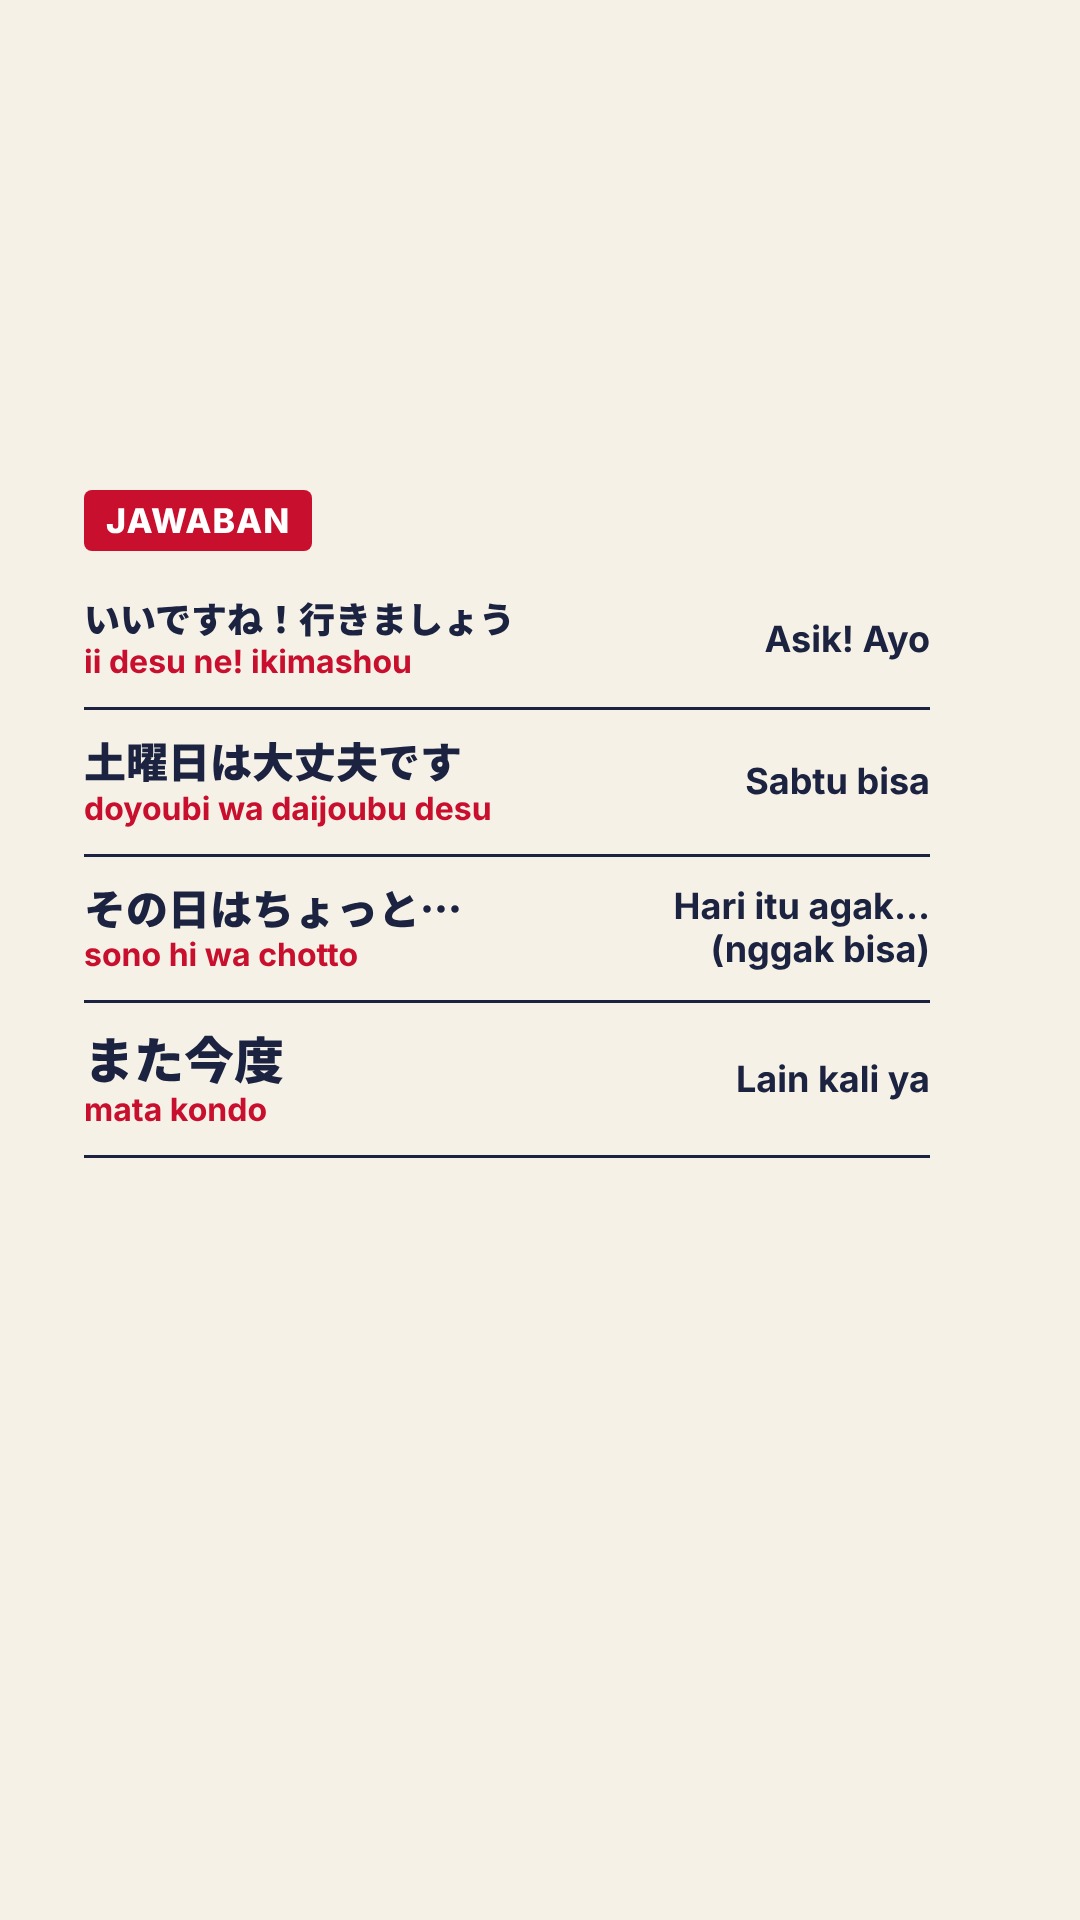 JAWABAN
いいですね！行きましょう
ii desu ne! ikimashou
Asik! Ayo
土曜日は大丈夫です
doyoubi wa daijoubu desu
Sabtu bisa
その日はちょっと…
sono hi wa chotto
Hari itu agak...
(nggak bisa)
また今度
mata kondo
Lain kali ya